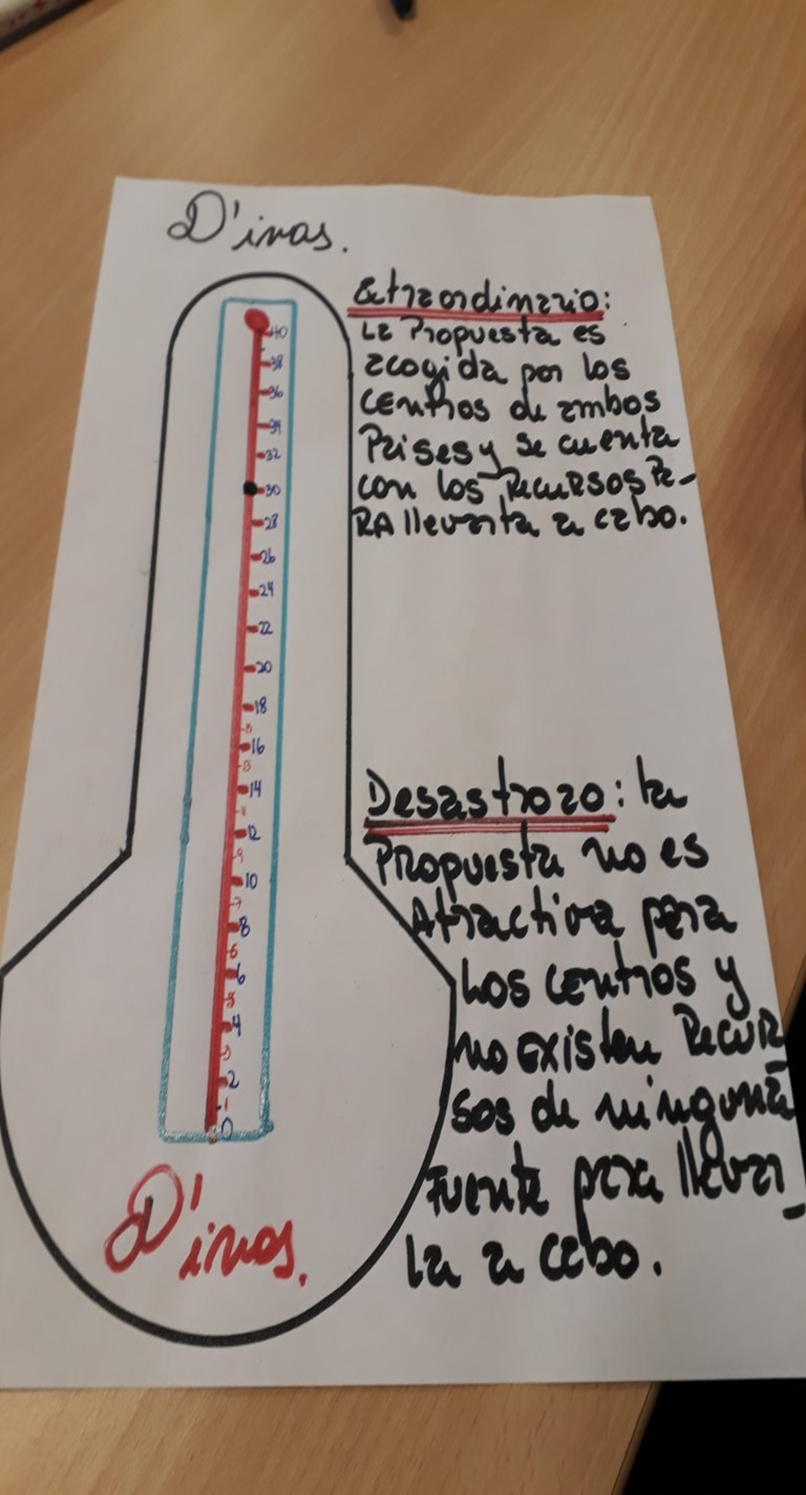 D'inas.
Extraordinario:
La Propuesta es
acogida por los
centros de ambos
Paises y se cuenta
con los Recursos Pa-
RA llevarla a cabo.
40
38
36
34
32
30
28
26
24
22
20
18
16
14
12
10
8
6
4
2
0
Desastrozo: la
Propuesta no es
Atractiva para
Los centros y
no existen Recur-
sos de ninguna
Fuente para llevar-
la a cabo.
D'inas.